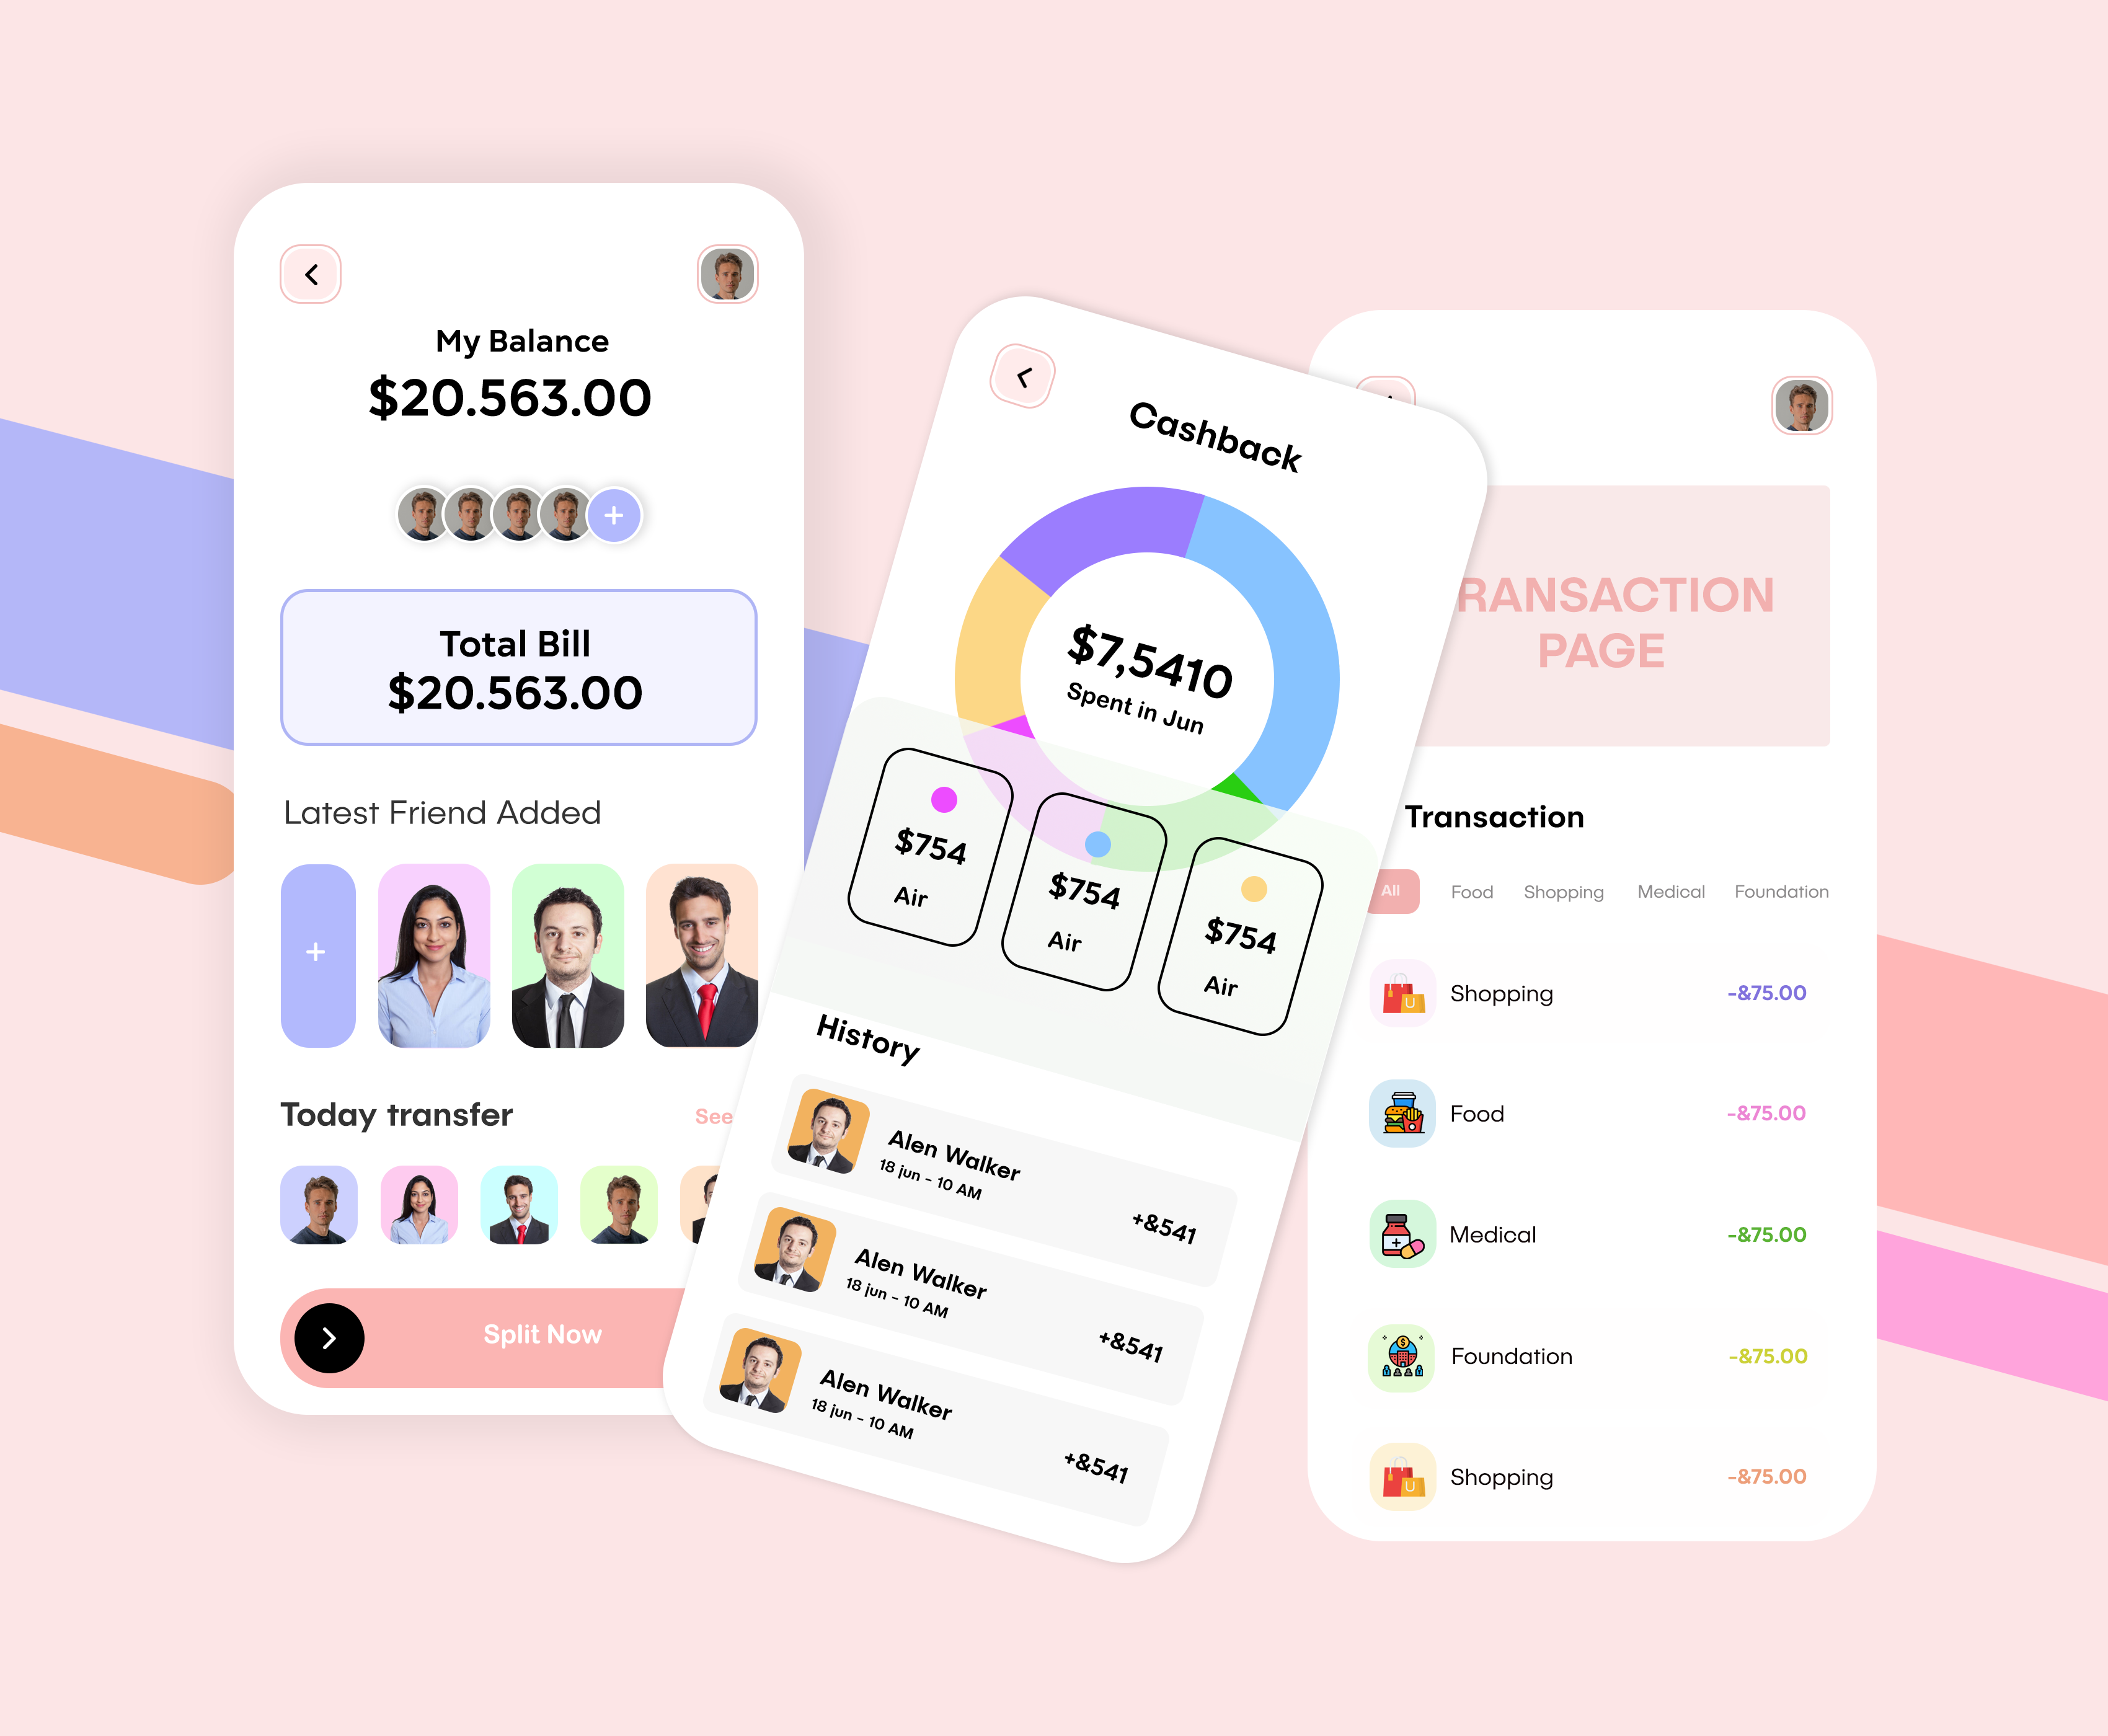 My Balance
$20.563.00
Total Bill
$20.563.00
Latest Friend Added
Today transfer
See
Split Now
Cashback
$7,5410
Spent in Jun
$754
Air
$754
Air
$754
Air
History
Alen Walker
18 jun - 10 AM
+&541
Alen Walker
18 jun - 10 AM
+&541
Alen Walker
18 jun - 10 AM
+&541
RANSACTION
PAGE
Transaction
All Food Shopping Medical Foundation
Shopping -&75.00
Food -&75.00
Medical -&75.00
Foundation -&75.00
Shopping -&75.00